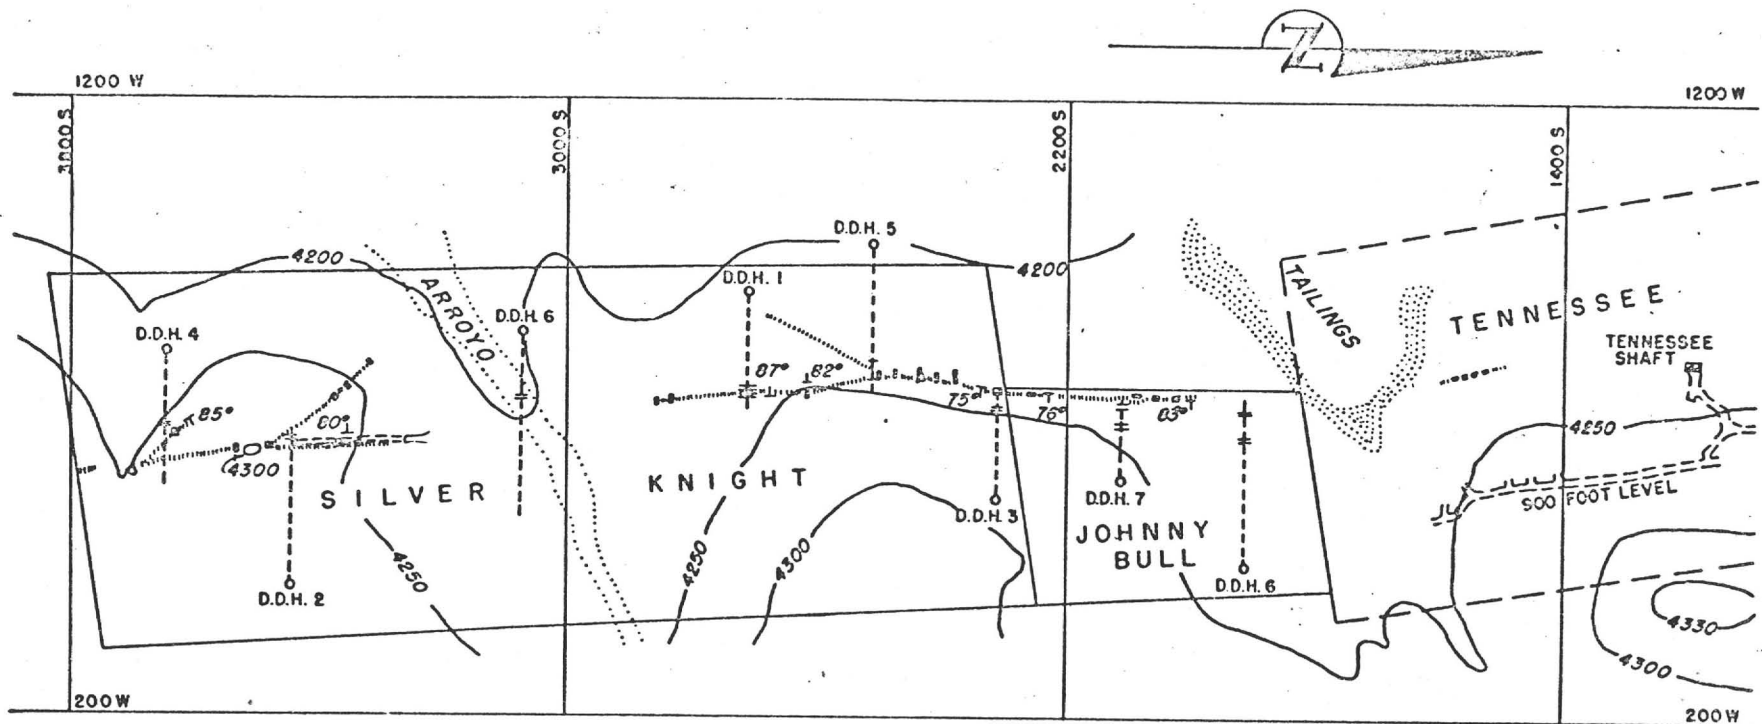 N
1200 W
1200 W
3800 S
3000 S
2200 S
1400 S
D.D.H. 5
4200
4200
D.D.H. 1
ARROYO
TAILINGS
TENNESSEE
D.D.H. 6
D.D.H. 4
TENNESSEE
SHAFT
87°
82°
85°
75°
76°
83°
80°
4250
4300
KNIGHT
SILVER
D.D.H. 7
500 FOOT LEVEL
D.D.H. 3
JOHNNY
BULL
4250
4250
4300
D.D.H. 6
D.D.H. 2
4330
4300
200 W
200 W